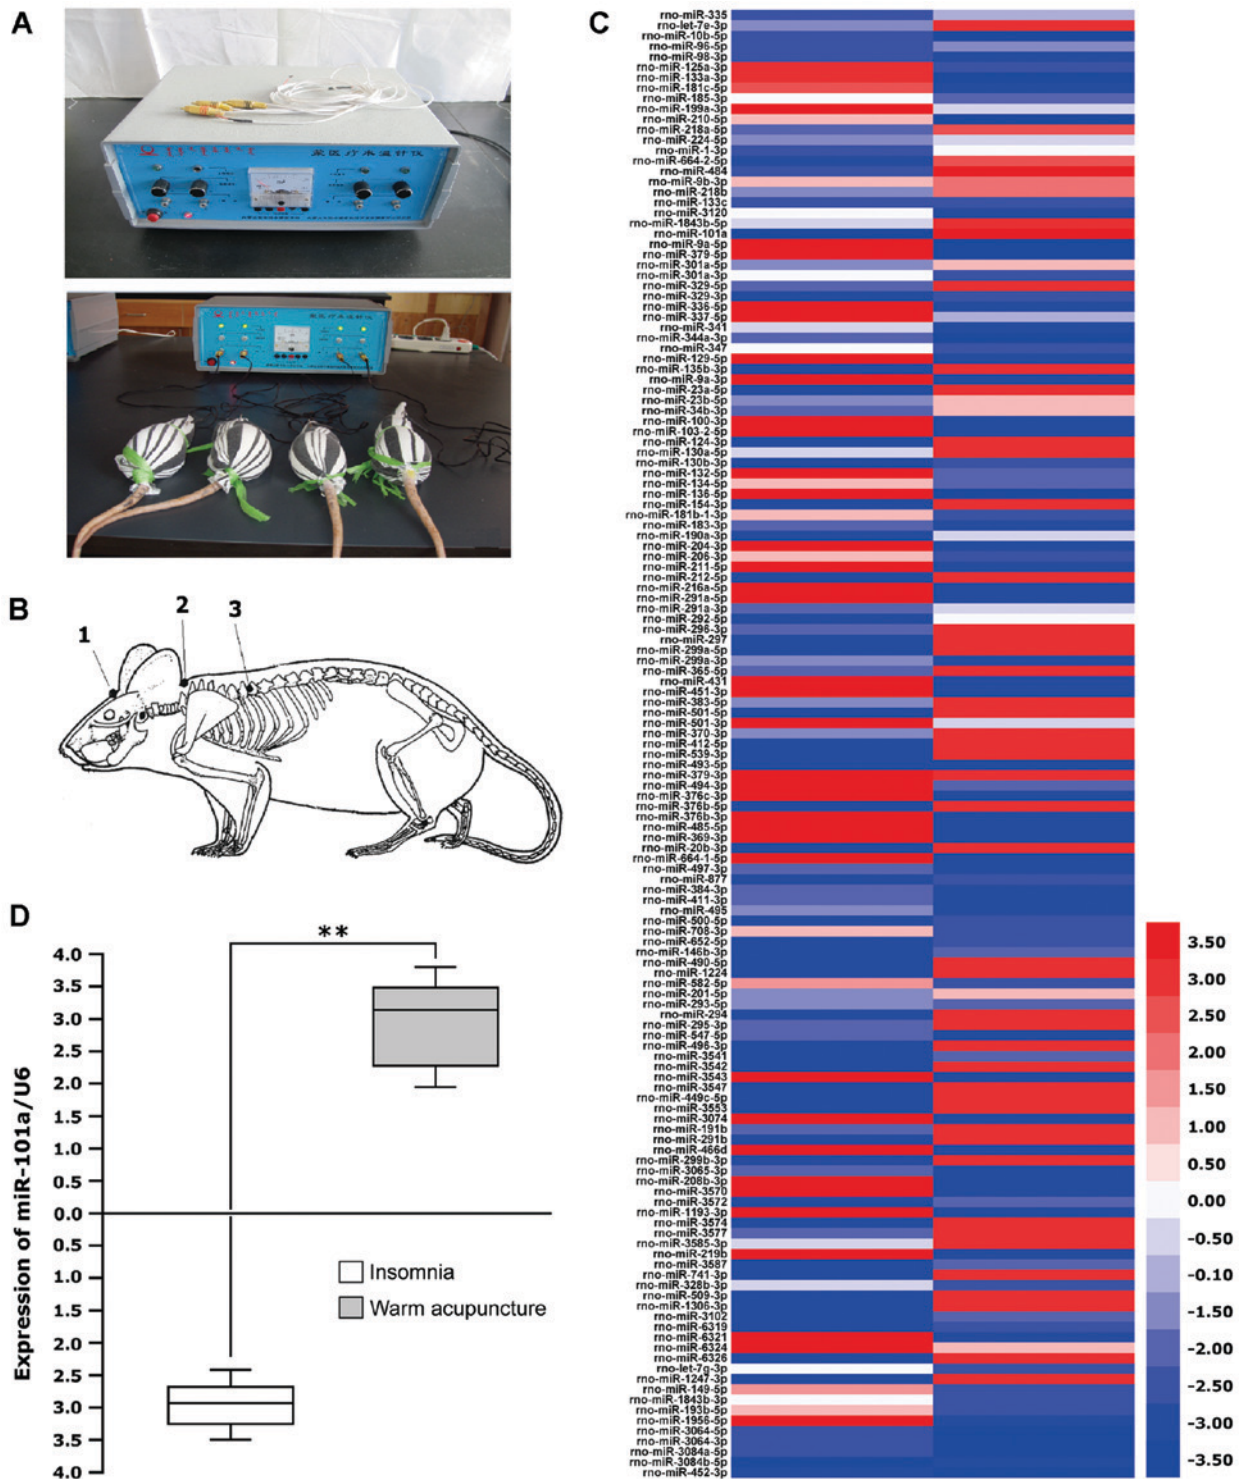 A
蒙医疗术温针仪
蒙医疗术温针仪
B
1
2
3
C
rno-miR-335
rno-let-7e-3p
rno-miR-10b-5p
rno-miR-96-5p
rno-miR-98-3p
rno-miR-125a-3p
rno-miR-133a-3p
rno-miR-181c-5p
rno-miR-185-3p
rno-miR-199a-3p
rno-miR-210-5p
rno-miR-218a-5p
rno-miR-224-5p
rno-miR-1-3p
rno-miR-664-2-5p
rno-miR-484
rno-miR-9b-3p
rno-miR-218b
rno-miR-133c
rno-miR-3120
rno-miR-1843b-5p
rno-miR-101a
rno-miR-9a-5p
rno-miR-379-5p
rno-miR-301a-5p
rno-miR-301a-3p
rno-miR-329-5p
rno-miR-329-3p
rno-miR-336-5p
rno-miR-337-5p
rno-miR-341
rno-miR-344a-3p
rno-miR-347
rno-miR-129-5p
rno-miR-135b-3p
rno-miR-9a-3p
rno-miR-23a-5p
rno-miR-23b-5p
rno-miR-34b-3p
rno-miR-100-3p
rno-miR-103-2-5p
rno-miR-124-3p
rno-miR-130a-5p
rno-miR-130b-3p
rno-miR-132-5p
rno-miR-134-5p
rno-miR-136-5p
rno-miR-154-3p
rno-miR-181b-1-3p
rno-miR-183-3p
rno-miR-190a-3p
rno-miR-204-3p
rno-miR-206-3p
rno-miR-211-5p
rno-miR-212-5p
rno-miR-216a-5p
rno-miR-291a-5p
rno-miR-291a-3p
rno-miR-292-5p
rno-miR-296-3p
rno-miR-297
rno-miR-299a-5p
rno-miR-299a-3p
rno-miR-365-5p
rno-miR-431
rno-miR-451-3p
rno-miR-383-5p
rno-miR-501-5p
rno-miR-501-3p
rno-miR-370-3p
rno-miR-412-5p
rno-miR-539-3p
rno-miR-493-5p
rno-miR-379-3p
rno-miR-494-3p
rno-miR-376c-3p
rno-miR-376b-5p
rno-miR-376b-3p
rno-miR-485-5p
rno-miR-369-3p
rno-miR-20b-3p
rno-miR-664-1-5p
rno-miR-497-3p
rno-miR-877
rno-miR-384-3p
rno-miR-411-3p
rno-miR-495
rno-miR-500-5p
rno-miR-708-3p
rno-miR-652-5p
rno-miR-146b-3p
rno-miR-490-5p
rno-miR-1224
rno-miR-582-5p
rno-miR-201-5p
rno-miR-293-5p
rno-miR-294
rno-miR-295-3p
rno-miR-547-5p
rno-miR-496-3p
rno-miR-3541
rno-miR-3542
rno-miR-3543
rno-miR-3547
rno-miR-449c-5p
rno-miR-3553
rno-miR-3074
rno-miR-191b
rno-miR-291b
rno-miR-466d
rno-miR-299b-3p
rno-miR-3065-3p
rno-miR-208b-3p
rno-miR-3570
rno-miR-3572
rno-miR-1193-3p
rno-miR-3574
rno-miR-3577
rno-miR-3585-3p
rno-miR-219b
rno-miR-3587
rno-miR-741-3p
rno-miR-328b-3p
rno-miR-509-3p
rno-miR-1306-3p
rno-miR-3102
rno-miR-6319
rno-miR-6321
rno-miR-6324
rno-miR-6326
rno-let-7g-3p
rno-miR-1247-3p
rno-miR-149-5p
rno-miR-1843b-3p
rno-miR-193b-5p
rno-miR-1956-5p
rno-miR-3064-5p
rno-miR-3064-3p
rno-miR-3084a-5p
rno-miR-3084b-5p
rno-miR-452-3p
3.50
3.00
2.50
2.00
1.50
1.00
0.50
0.00
-0.50
-0.10
-1.50
-2.00
-2.50
-3.00
-3.50
D
Expression of miR-101a/U6
4.0
3.5
3.0
2.5
2.0
1.5
1.0
0.5
0.0
0.5
1.0
1.5
2.0
2.5
3.0
3.5
4.0
**
Insomnia
Warm acupuncture